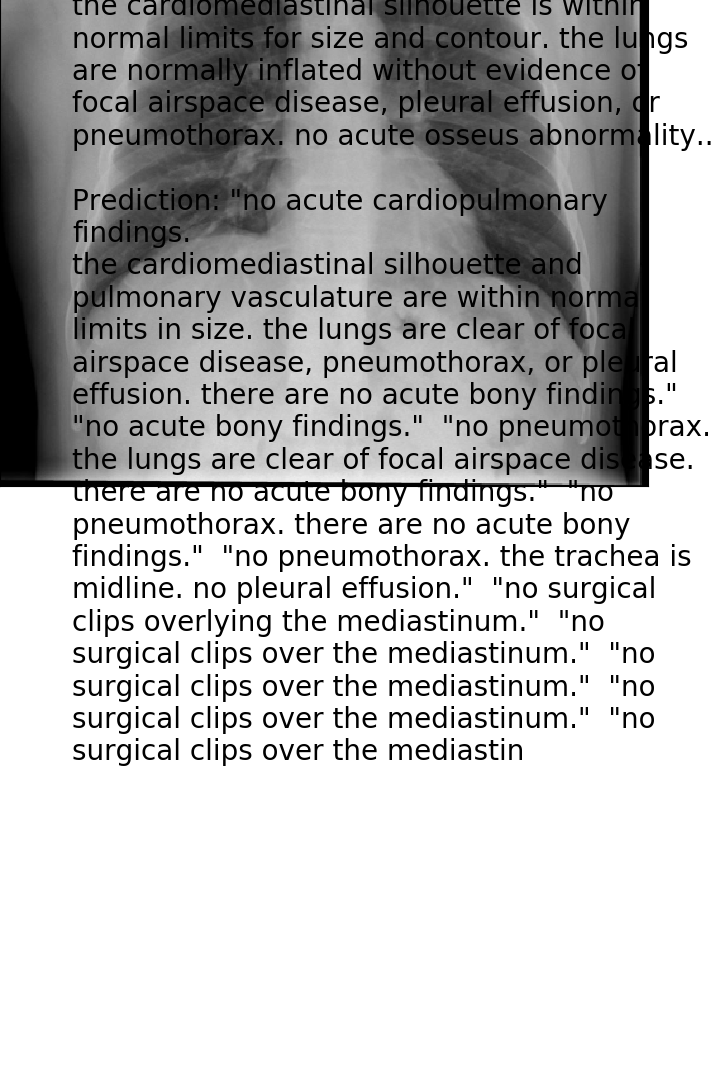 the cardiomediastinal silhouette is within
normal limits for size and contour. the lungs
are normally inflated without evidence of
focal airspace disease, pleural effusion, or
pneumothorax. no acute osseus abnormality..
Prediction: "no acute cardiopulmonary
findings.
the cardiomediastinal silhouette and
pulmonary vasculature are within normal
limits in size. the lungs are clear of focal
airspace disease, pneumothorax, or pleural
effusion. there are no acute bony findings."
"no acute bony findings."  "no pneumothorax.
the lungs are clear of focal airspace disease.
there are no acute bony findings."  "no
pneumothorax. there are no acute bony
findings."  "no pneumothorax. the trachea is
midline. no pleural effusion."  "no surgical
clips overlying the mediastinum."  "no
surgical clips over the mediastinum."  "no
surgical clips over the mediastinum."  "no
surgical clips over the mediastinum."  "no
surgical clips over the mediastin